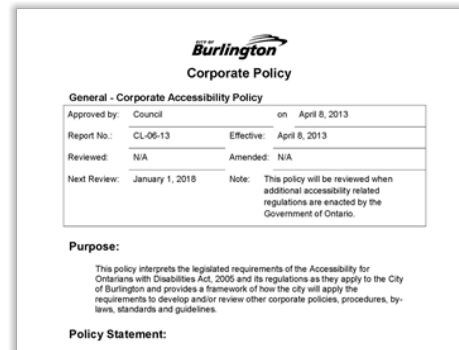 CITY OF
Burlington
Corporate Policy
General - Corporate Accessibility Policy
Approved by: Council on April 8, 2013
Report No.: CL-06-13 Effective: April 8, 2013
Reviewed: N/A Amended: N/A
Next Review: January 1, 2018 Note: This policy will be reviewed when
additional accessibility related
regulations are enacted by the
Government of Ontario.
Purpose:
This policy interprets the legislated requirements of the Accessibility for
Ontarians with Disabilities Act, 2005 and its regulations as they apply to the City
of Burlington and provides a framework of how the city will apply the
requirements to develop and/or review other corporate policies, procedures, by-
laws, standards and guidelines.
Policy Statement: